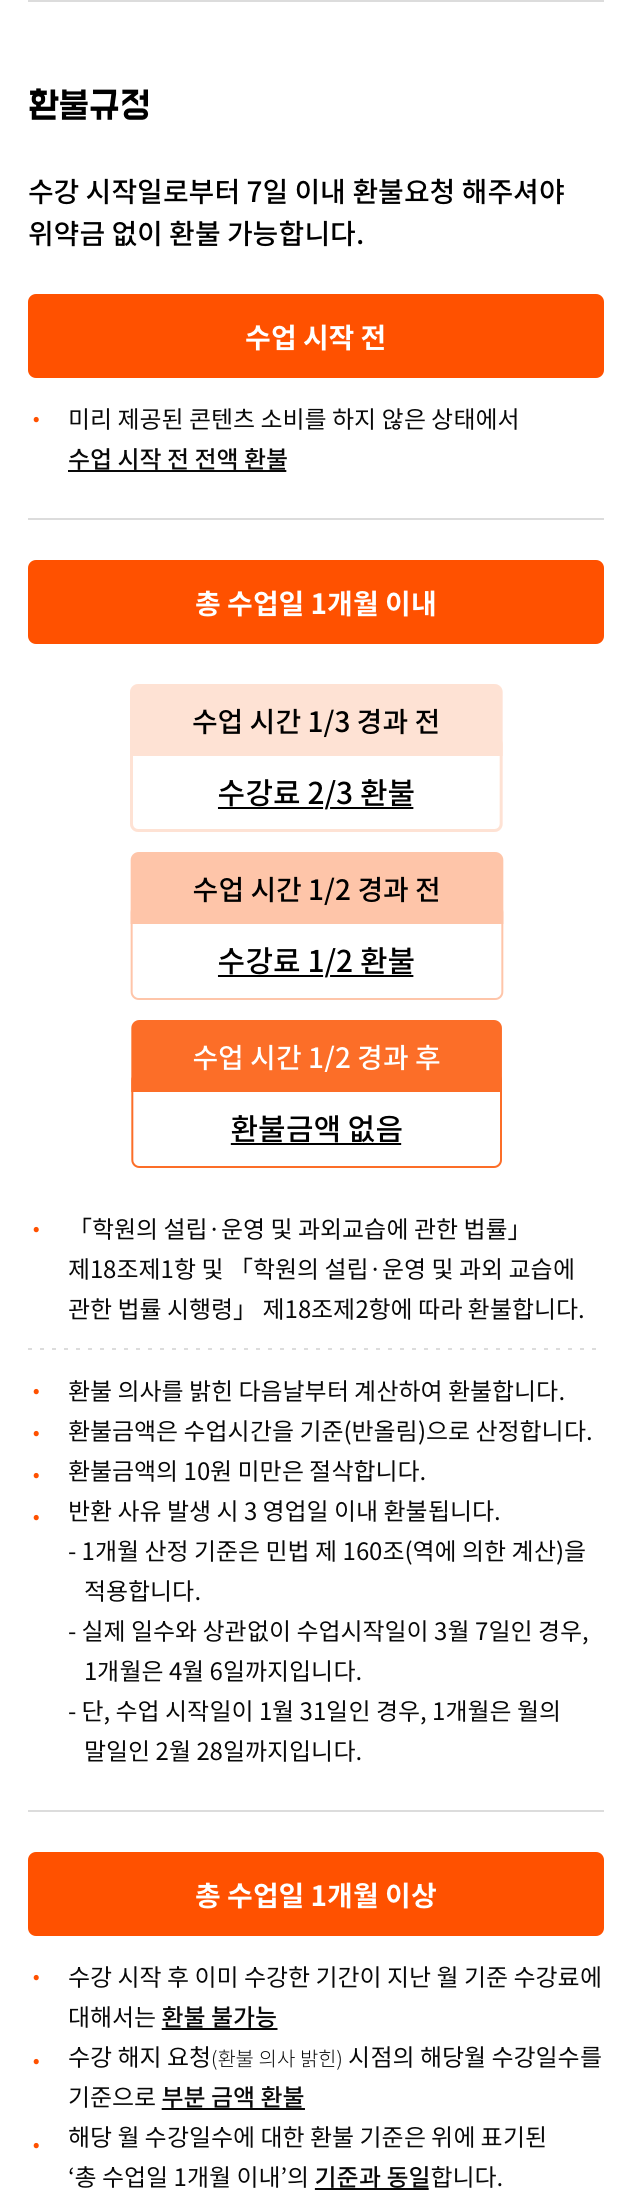 환불규정
수강 시작일로부터 7일 이내 환불요청 해주셔야
위약금 없이 환불 가능합니다.
수업 시작 전
• 미리 제공된 콘텐츠 소비를 하지 않은 상태에서
수업 시작 전 전액 환불
총 수업일 1개월 이내
수업 시간 1/3 경과 전
수강료 2/3 환불
수업 시간 1/2 경과 전
수강료 1/2 환불
수업 시간 1/2 경과 후
환불금액 없음
• 「학원의 설립·운영 및 과외교습에 관한 법률」
제18조제1항 및 「학원의 설립·운영 및 과외 교습에
관한 법률 시행령」 제18조제2항에 따라 환불합니다.
• 환불 의사를 밝힌 다음날부터 계산하여 환불합니다.
• 환불금액은 수업시간을 기준(반올림)으로 산정합니다.
• 환불금액의 10원 미만은 절삭합니다.
• 반환 사유 발생 시 3 영업일 이내 환불됩니다.
- 1개월 산정 기준은 민법 제 160조(역에 의한 계산)을
적용합니다.
- 실제 일수와 상관없이 수업시작일이 3월 7일인 경우,
1개월은 4월 6일까지입니다.
- 단, 수업 시작일이 1월 31일인 경우, 1개월은 월의
말일인 2월 28일까지입니다.
총 수업일 1개월 이상
• 수강 시작 후 이미 수강한 기간이 지난 월 기준 수강료에
대해서는 환불 불가능
• 수강 해지 요청(환불 의사 밝힌) 시점의 해당월 수강일수를
기준으로 부분 금액 환불
• 해당 월 수강일수에 대한 환불 기준은 위에 표기된
‘총 수업일 1개월 이내’의 기준과 동일합니다.